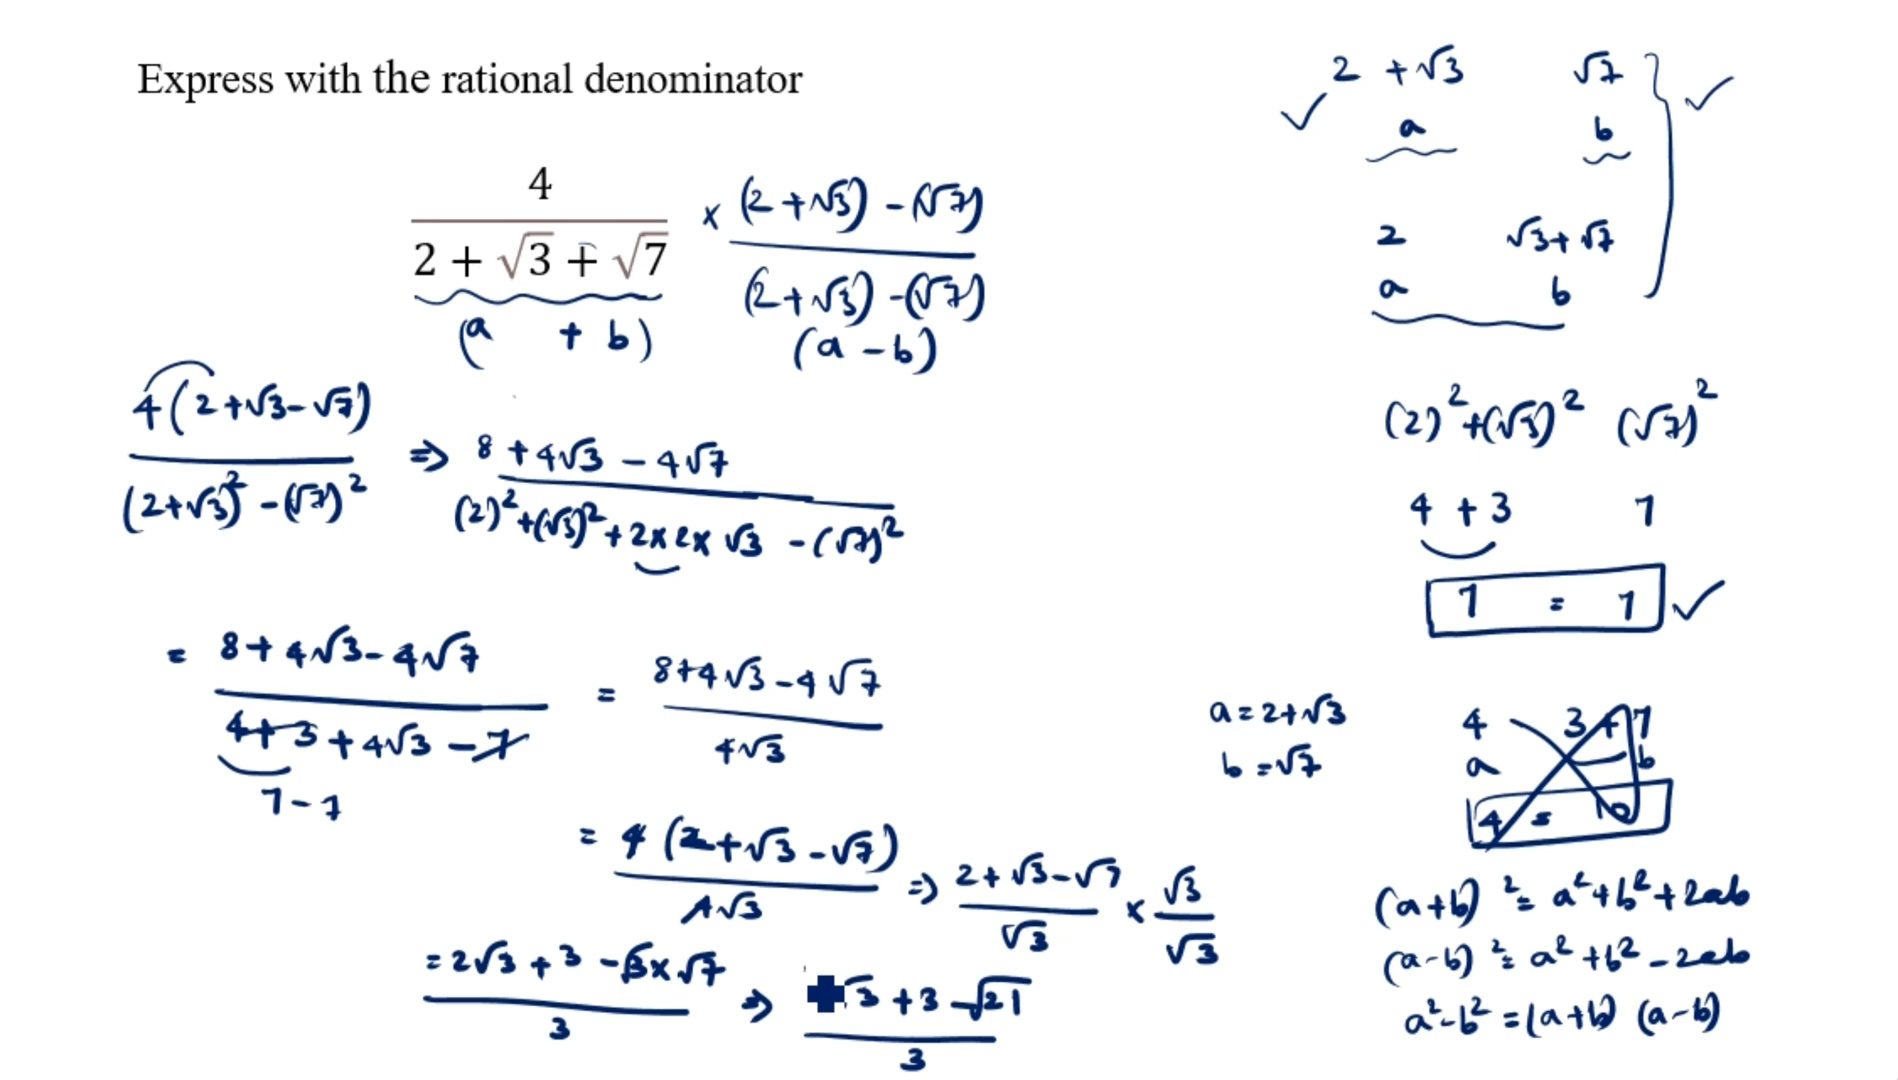 Express with the rational denominator
4 × (2 + √3) - (√7)
2 + √3 + √7 (2 + √3) - (√7)
(a + b) (a - b)
4(2 + √3 - √7) ⇒ 8 + 4√3 - 4√7
(2 + √3)² - (√7)² (2)² + (√3)² + 2 × 2 × √3 - (√7)²
= 8 + 4√3 - 4√7 = 8 + 4√3 - 4√7
4 + 3 + 4√3 - 7 4√3
7 - 7
= 4(2 + √3 - √7) ⇒ 2 + √3 - √7 × √3
4√3 √3 √3
= 2√3 + 3 - √3 × √7 ⇒ √3 + 3 - √21
3 3
2 + √3 √7
a b
2 √3 + √7
a b
(2)² + (√3)² (√7)²
4 + 3 7
7 = 7
a = 2 + √3
b = √7
4 3 + 7
a b
4 = 10
(a + b)² = a² + b² + 2ab
(a - b)² = a² + b² - 2ab
a² - b² = (a + b) (a - b)